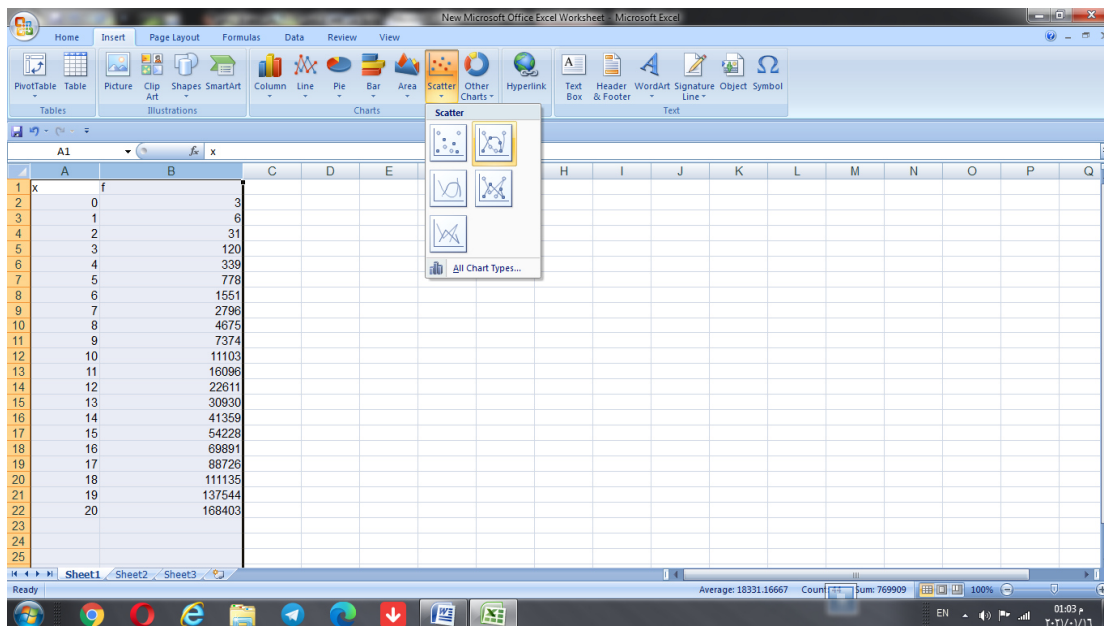 New Microsoft Office Excel Worksheet - Microsoft Excel
Home Insert Page Layout Formulas Data Review View
PivotTable Table Picture Clip Art Shapes SmartArt Column Line Pie Bar Area Scatter Other Charts Hyperlink Text Box Header & Footer WordArt Signature Line Object Symbol
Tables Illustrations Charts Text
Scatter
All Chart Types...
A1 fx x
A B C D E H I J K L M N O P Q
1 x f
2 0 3
3 1 6
4 2 31
5 3 120
6 4 339
7 5 778
8 6 1551
9 7 2796
10 8 4675
11 9 7374
12 10 11103
13 11 16096
14 12 22611
15 13 30930
16 14 41359
17 15 54228
18 16 69891
19 17 88726
20 18 111135
21 19 137544
22 20 168403
23
24
25
Sheet1 Sheet2 Sheet3
Ready Average: 18331.16667 Count: 44 Sum: 769909 100%
EN 01:03 م
٢٠٢١/٠١/١٦